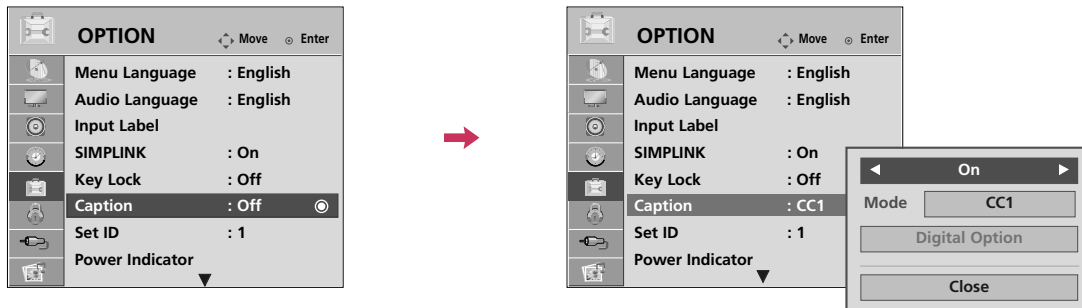 OPTION Move Enter
Menu Language : English
Audio Language : English
Input Label
SIMPLINK : On
Key Lock : Off
Caption : Off
Set ID : 1
Power Indicator
OPTION Move Enter
Menu Language : English
Audio Language : English
Input Label
SIMPLINK : On
Key Lock : Off
Caption : CC1
Set ID : 1
Power Indicator
On
Mode CC1
Digital Option
Close